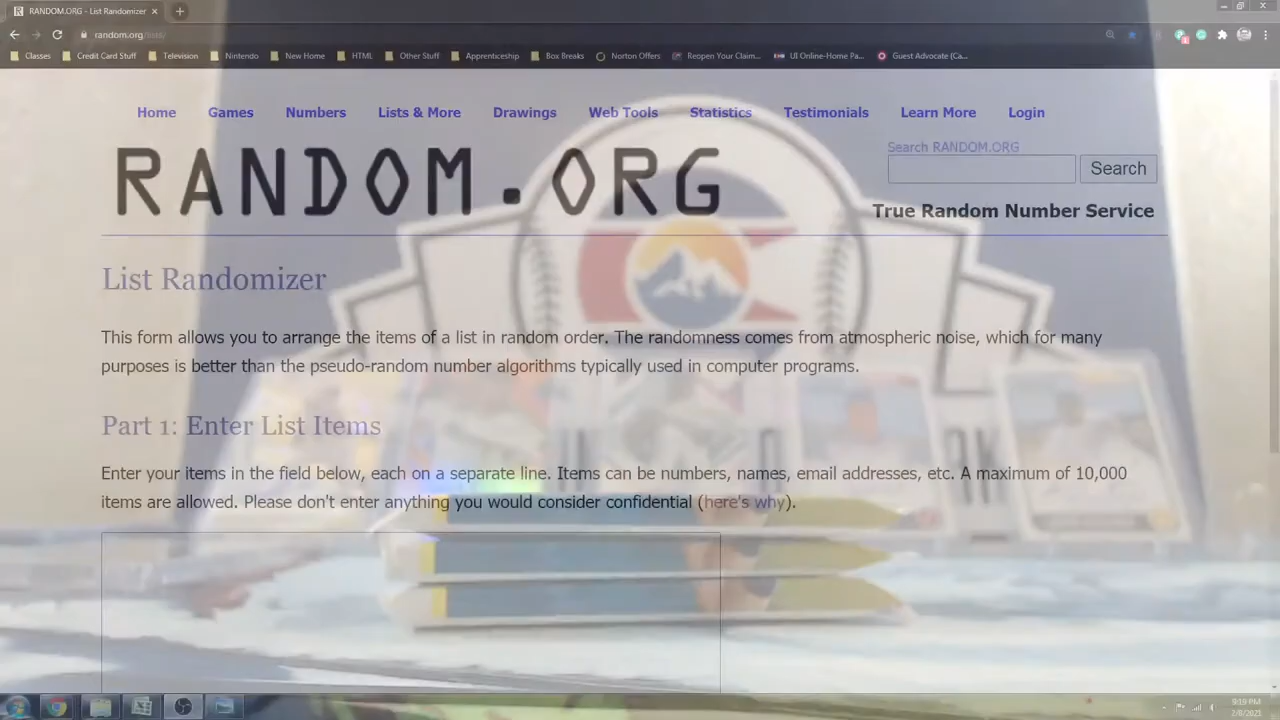 RANDOM.ORG - List Randomizer
random.org/lists/
Classes Credit Card Stuff Television Nintendo New Home HTML Other Stuff Apprenticeship Box Breaks Norton Offers Reopen Your Claim... UI Online-Home Pa... Guest Advocate (Ca...
Home Games Numbers Lists & More Drawings Web Tools Statistics Testimonials Learn More Login
Search RANDOM.ORG
RANDOM.ORG
Search
True Random Number Service
List Randomizer
This form allows you to arrange the items of a list in random order. The randomness comes from atmospheric noise, which for many
purposes is better than the pseudo-random number algorithms typically used in computer programs.
Part 1: Enter List Items
Enter your items in the field below, each on a separate line. Items can be numbers, names, email addresses, etc. A maximum of 10,000
items are allowed. Please don't enter anything you would consider confidential (here's why).
9:19 PM